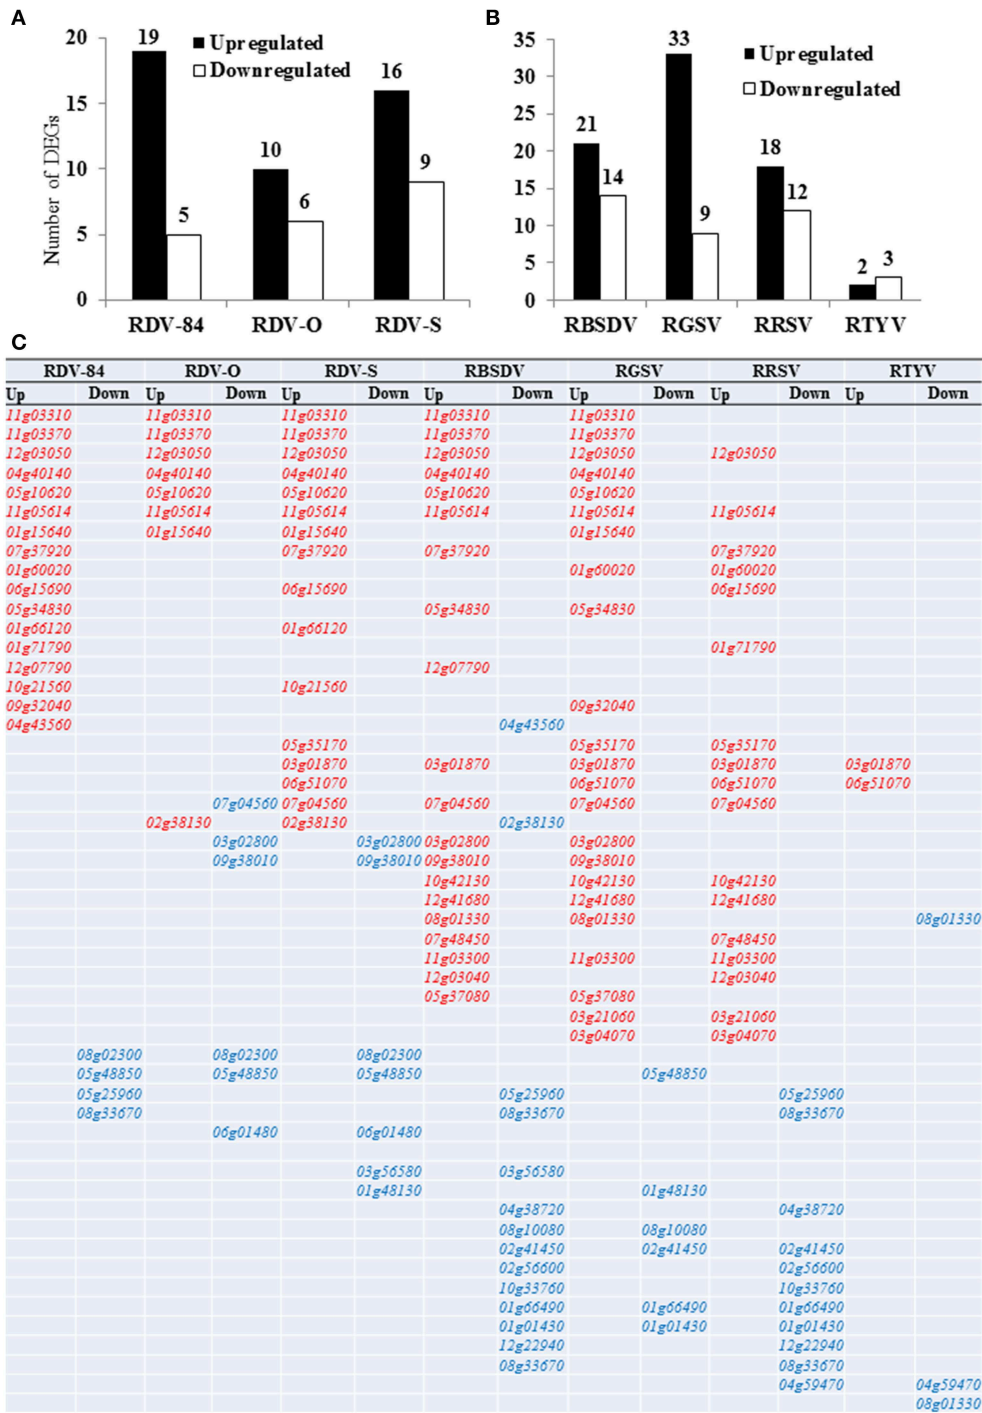 A
B
20
15
10
5
0
Number of DEGs
19
5
10
6
16
9
Upregulated
Downregulated
RDV-84 RDV-O RDV-S
35
30
25
20
15
10
5
0
21
14
33
9
18
12
2
3
Upregulated
Downregulated
RBSDV RGSV RRSV RTYV
C
RDV-84 RDV-O RDV-S RBSDV RGSV RRSV RTYV
Up Down Up Down Up Down Up Down Up Down Up Down Up Down
11g03310 11g03310 11g03310 11g03310 11g03310
11g03370 11g03370 11g03370 11g03370 11g03370
12g03050 12g03050 12g03050 12g03050 12g03050 12g03050
04g40140 04g40140 04g40140 04g40140 04g40140
05g10620 05g10620 05g10620 05g10620 05g10620
11g05614 11g05614 11g05614 11g05614 11g05614 11g05614
01g15640 01g15640 01g15640 01g15640
07g37920 07g37920 07g37920 07g37920
01g60020 01g60020 01g60020
06g15690 06g15690 06g15690
05g34830 05g34830 05g34830
01g66120 01g66120
01g71790 01g71790
12g07790 12g07790
10g21560 10g21560
09g32040 09g32040
04g43560 04g43560
05g35170 05g35170 05g35170
03g01870 03g01870 03g01870 03g01870 03g01870
06g51070 06g51070 06g51070 06g51070
07g04560 07g04560 07g04560 07g04560 07g04560
02g38130 02g38130 02g38130
03g02800 03g02800 03g02800 03g02800
09g38010 09g38010 09g38010 09g38010
10g42130 10g42130 10g42130
12g41680 12g41680 12g41680
08g01330 08g01330 08g01330
07g48450 07g48450
11g03300 11g03300 11g03300
12g03040 12g03040
05g37080 05g37080
03g21060 03g21060
03g04070 03g04070
08g02300 08g02300 08g02300
05g48850 05g48850 05g48850 05g48850
05g25960 05g25960 05g25960
08g33670 08g33670 08g33670
06g01480 06g01480
03g56580 03g56580
01g48130 01g48130
04g38720 04g38720
08g10080 08g10080
02g41450 02g41450 02g41450
02g56600 02g56600
10g33760 10g33760
01g66490 01g66490 01g66490
01g01430 01g01430 01g01430
12g22940 12g22940
08g33670 08g33670
04g59470 04g59470
08g01330